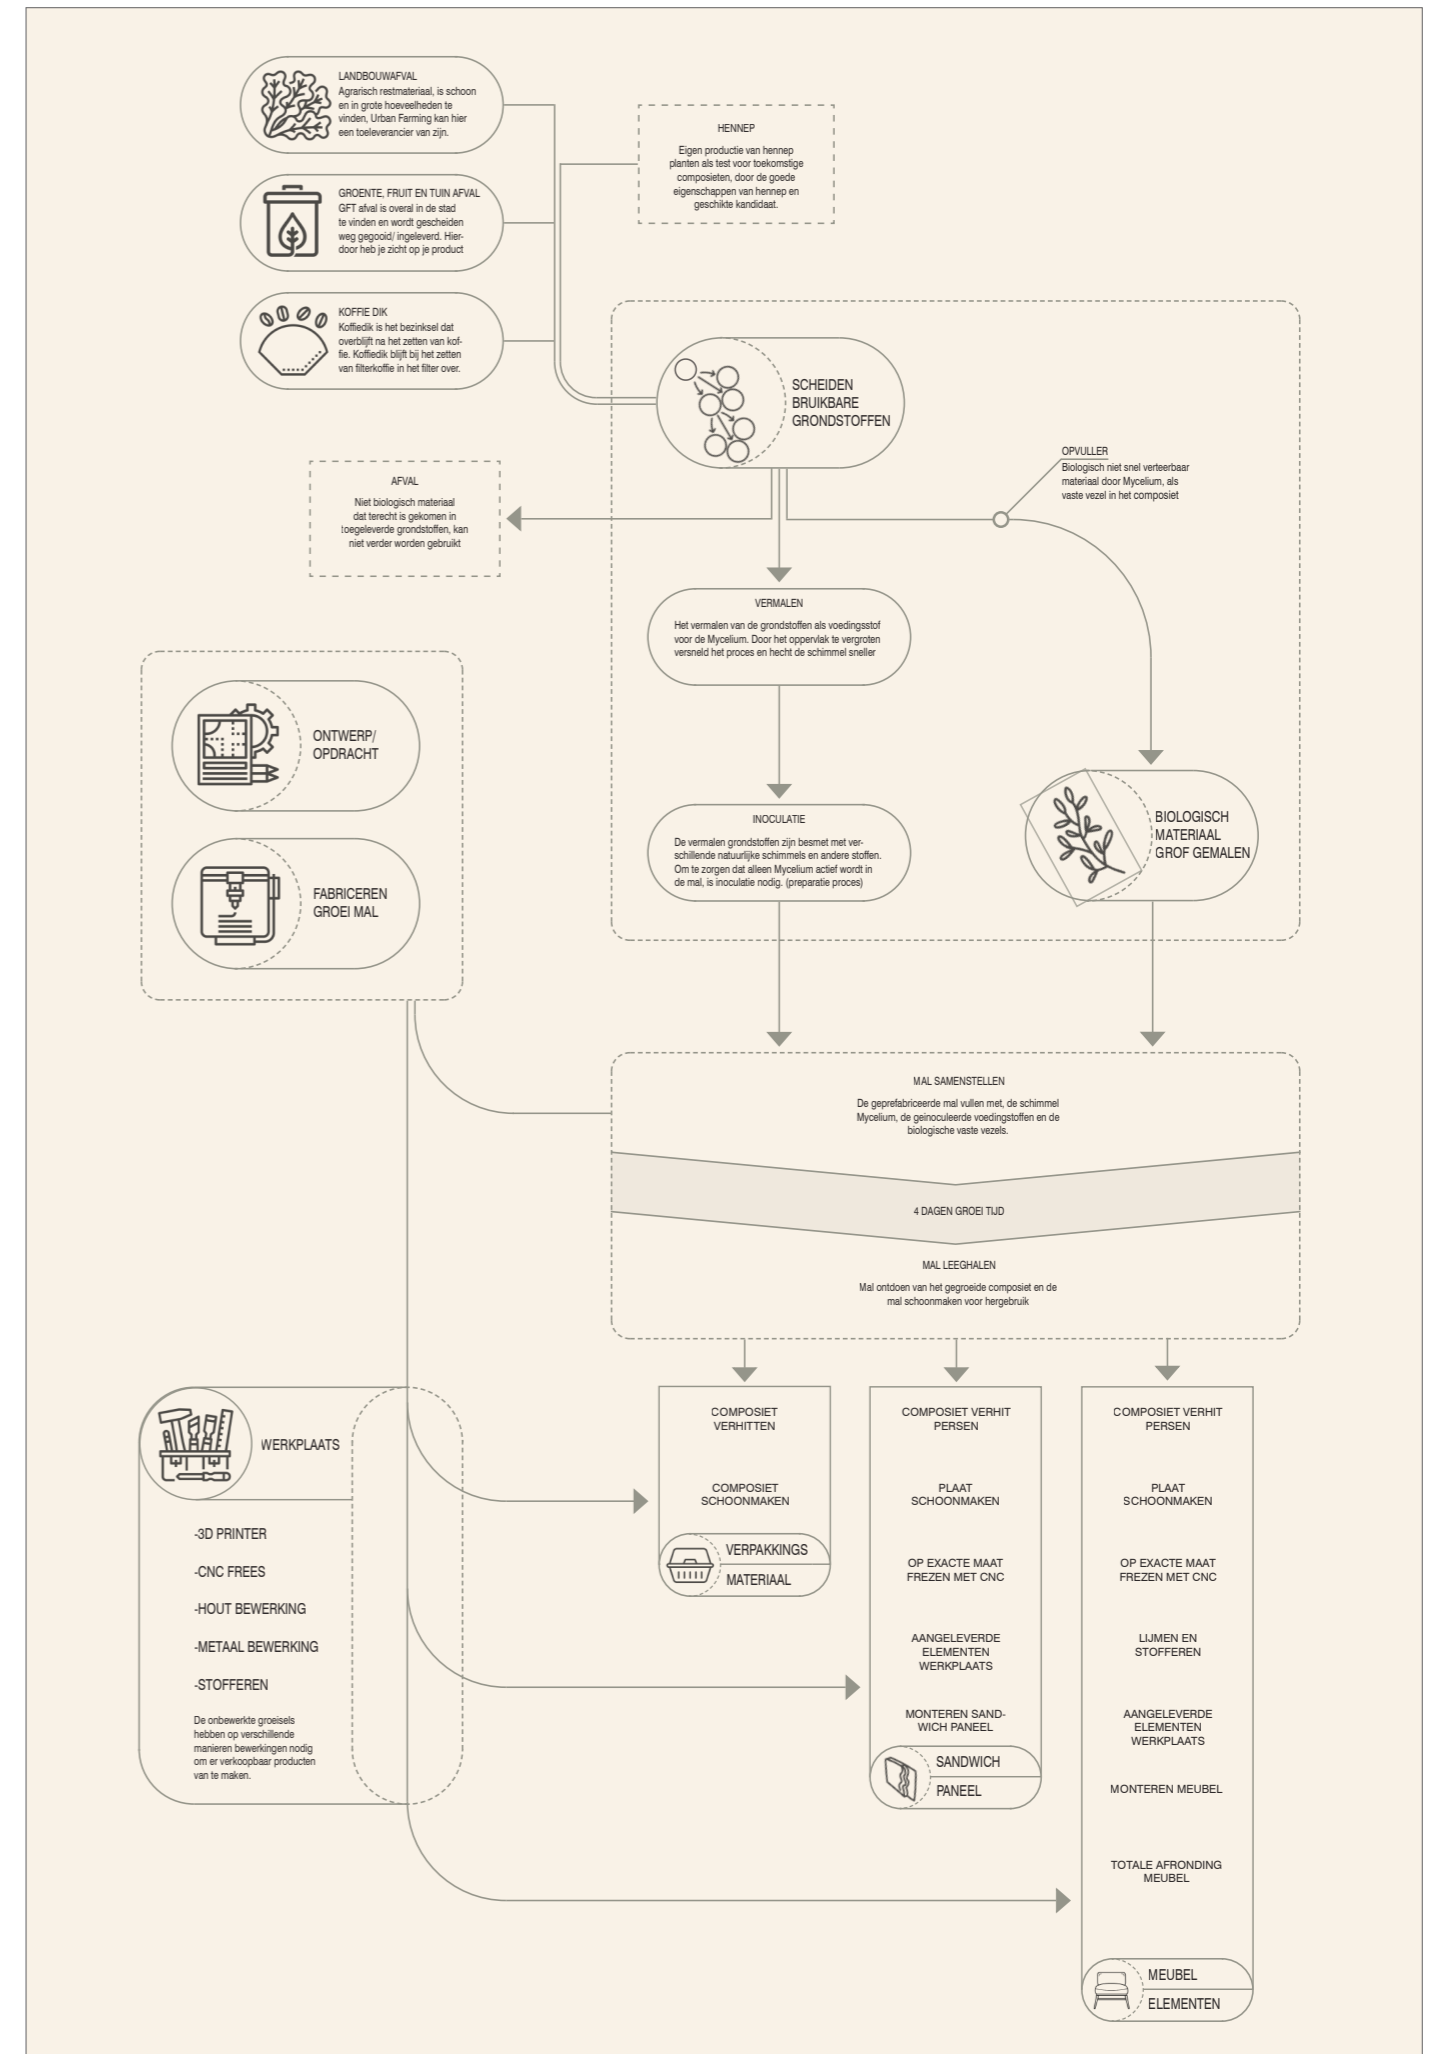 LANDBOUWAFVAL
Agrarisch restmateriaal, is schoon
en in grote hoeveelheden te
vinden, Urban Farming kan hier
een toeleverancier van zijn.
GROENTE, FRUIT EN TUIN AFVAL
GFT afval is overal in de stad
te vinden en wordt gescheiden
weg gegooid/ ingeleverd. Hier-
door heb je zicht op je product
KOFFIE DIK
Koffiedik is het bezinksel dat
overblijft na het zetten van kof-
fie. Koffiedik blijft bij het zetten
van filterkoffie in het filter over.
HENNEP
Eigen productie van hennep
planten als test voor toekomstige
composieten, door de goede
eigenschappen van hennep en
geschikte kandidaat.
SCHEIDEN
BRUIKBARE
GRONDSTOFFEN
OPVULLER
Biologisch niet snel verteerbaar
materiaal door Mycelium, als
vaste vezel in het composiet
AFVAL
Niet biologisch materiaal
dat terecht is gekomen in
toegeleverde grondstoffen, kan
niet verder worden gebruikt
VERMALEN
Het vermalen van de grondstoffen als voedingsstof
voor de Mycelium. Door het oppervlak te vergroten
versneld het proces en hecht de schimmel sneller
ONTWERP/
OPDRACHT
FABRICEREN
GROEI MAL
INOCULATIE
De vermalen grondstoffen zijn besmet met ver-
schillende natuurlijke schimmels en andere stoffen.
Om te zorgen dat alleen Mycelium actief wordt in
de mal, is inoculatie nodig. (preparatie proces)
BIOLOGISCH
MATERIAAL
GROF GEMALEN
MAL SAMENSTELLEN
De geprefabriceerde mal vullen met, de schimmel
Mycelium, de geinoculeerde voedingstoffen en de
biologische vaste vezels.
4 DAGEN GROEI TIJD
MAL LEEGHALEN
Mal ontdoen van het gegroeide composiet en de
mal schoonmaken voor hergebruik
WERKPLAATS
-3D PRINTER
-CNC FREES
-HOUT BEWERKING
-METAAL BEWERKING
-STOFFEREN
De onbewerkte groeisels
hebben op verschillende
manieren bewerkingen nodig
om er verkoopbaar producten
van te maken.
COMPOSIET
VERHITTEN
COMPOSIET
SCHOONMAKEN
VERPAKKINGS
MATERIAAL
COMPOSIET VERHIT
PERSEN
PLAAT
SCHOONMAKEN
OP EXACTE MAAT
FREZEN MET CNC
AANGELEVERDE
ELEMENTEN
WERKPLAATS
MONTEREN SAND-
WICH PANEEL
SANDWICH
PANEEL
COMPOSIET VERHIT
PERSEN
PLAAT
SCHOONMAKEN
OP EXACTE MAAT
FREZEN MET CNC
LIJMEN EN
STOFFEREN
AANGELEVERDE
ELEMENTEN
WERKPLAATS
MONTEREN MEUBEL
TOTALE AFRONDING
MEUBEL
MEUBEL
ELEMENTEN